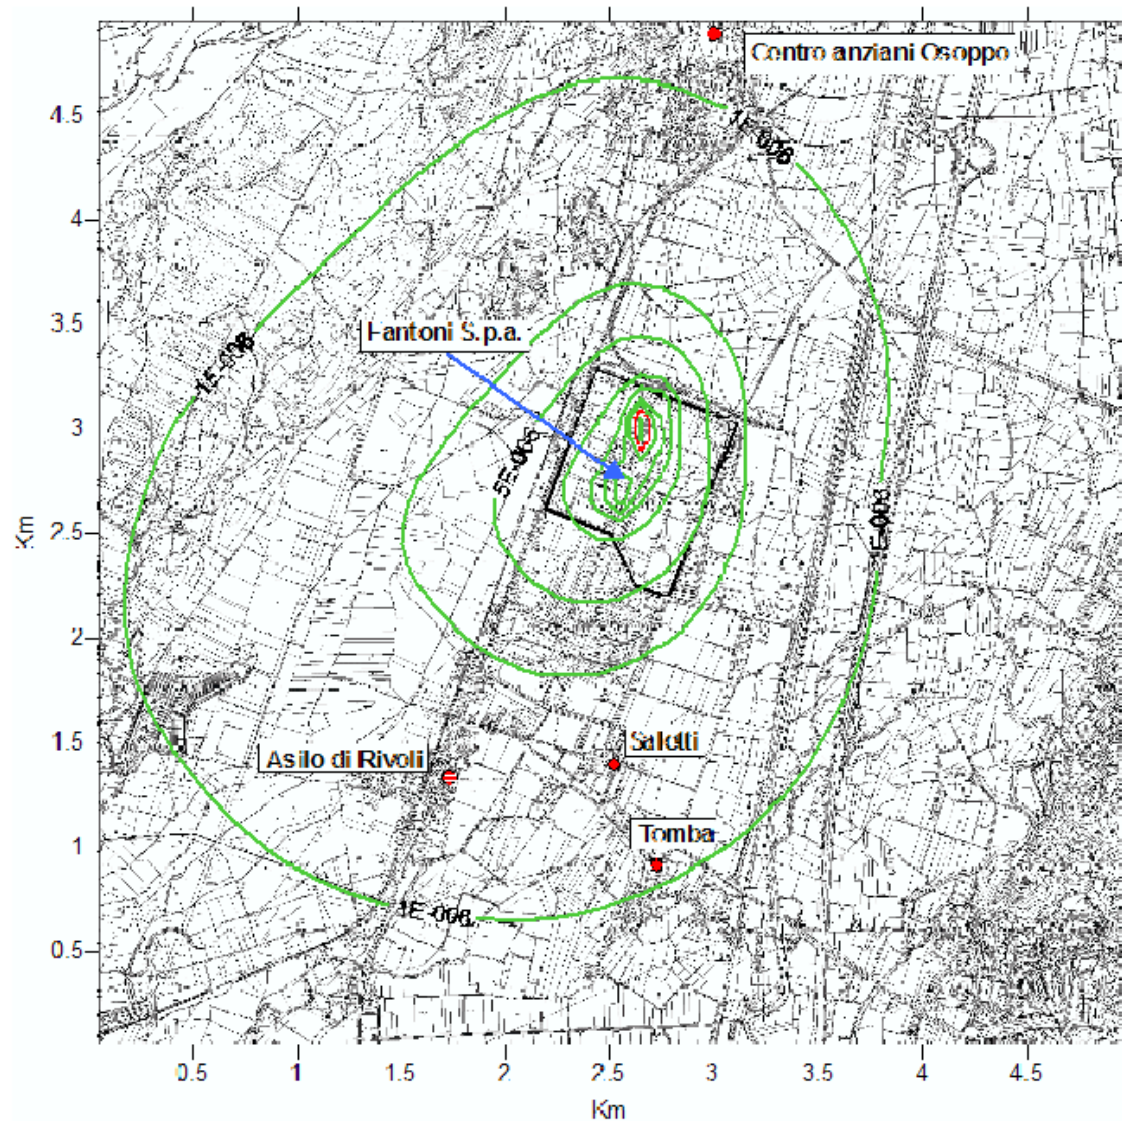 Centro anziani Osoppo
4.5
1E-006
4
3.5
Fantoni S.p.a.
1E-006
3
5E-006
Km
2.5
1E-006
2
1.5
Saletti
Asilo di Rivoli
Tomba
1
1E-006
0.5
0.5 1 1.5 2 2.5 3 3.5 4 4.5
Km